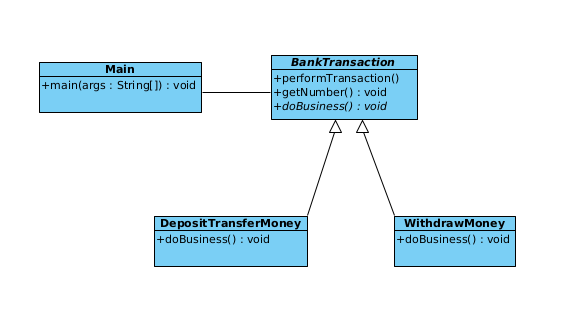 Main
+main(args : String[]) : void
BankTransaction
+performTransaction()
+getNumber() : void
+doBusiness() : void
DepositTransferMoney
+doBusiness() : void
WithdrawMoney
+doBusiness() : void